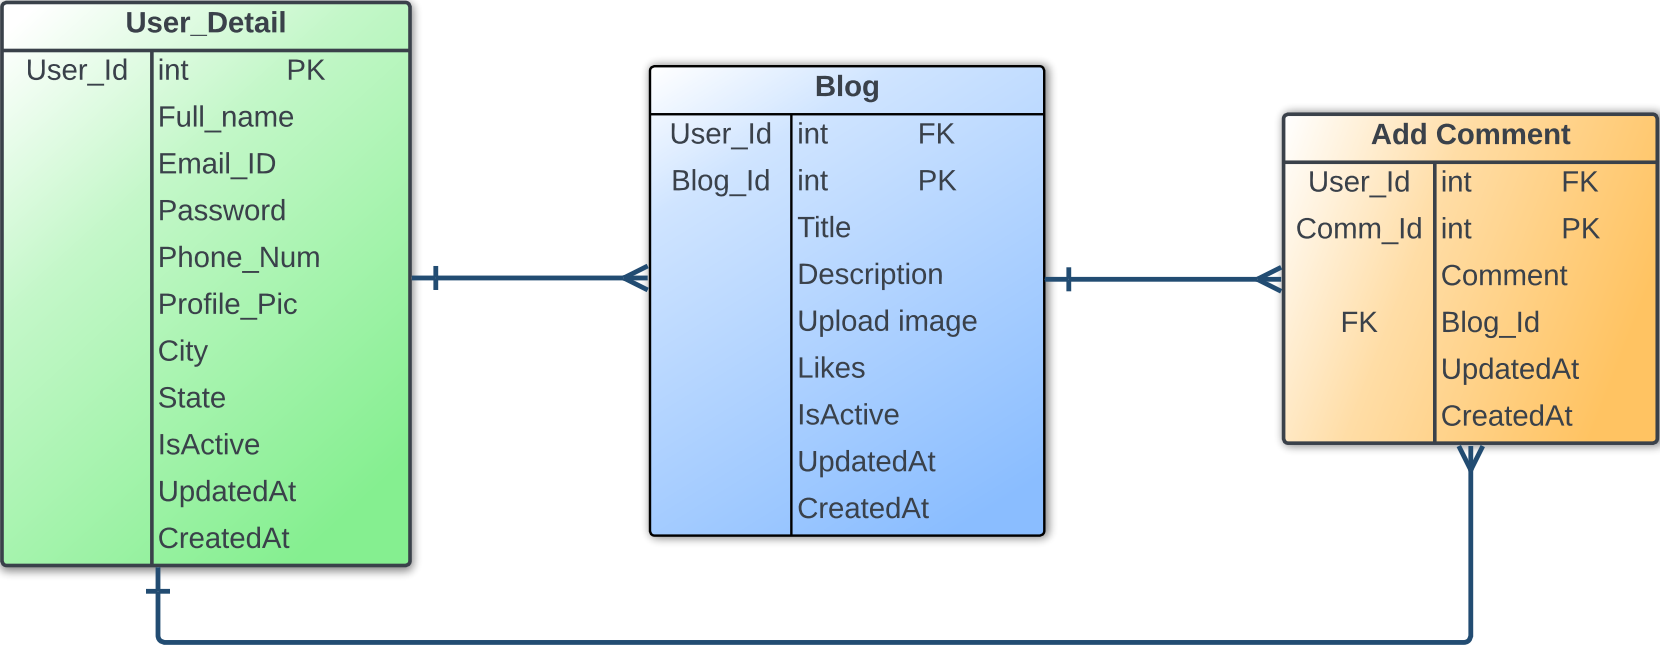 User_Detail
User_Id int PK
Full_name
Email_ID
Password
Phone_Num
Profile_Pic
City
State
IsActive
UpdatedAt
CreatedAt
Blog
User_Id int FK
Blog_Id int PK
Title
Description
Upload image
Likes
IsActive
UpdatedAt
CreatedAt
Add Comment
User_Id int FK
Comm_Id int PK
Comment
FK Blog_Id
UpdatedAt
CreatedAt